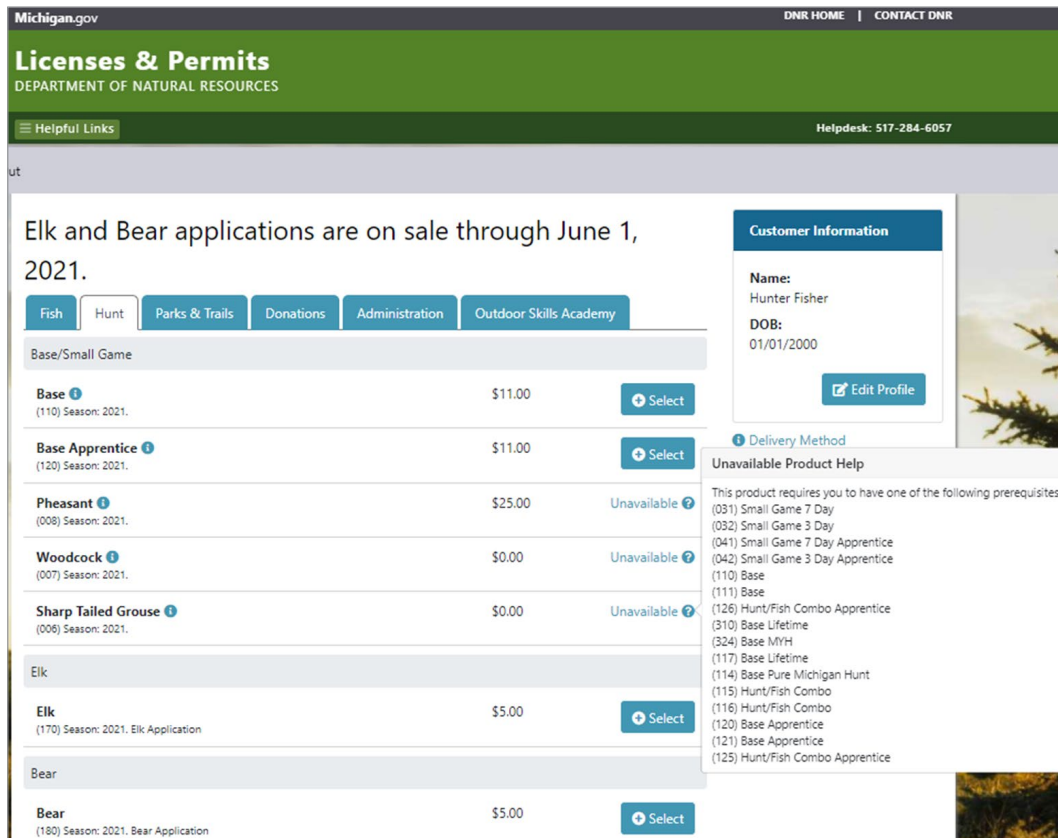 Michigan.gov
DNR HOME | CONTACT DNR
Licenses & Permits
DEPARTMENT OF NATURAL RESOURCES
Helpful Links
Helpdesk: 517-284-6057
ut
Elk and Bear applications are on sale through June 1,
2021.
Fish Hunt Parks & Trails Donations Administration Outdoor Skills Academy
Base/Small Game
Base $11.00 Select
(110) Season: 2021.
Base Apprentice $11.00 Select
(120) Season: 2021.
Pheasant $25.00 Unavailable
(008) Season: 2021.
Woodcock $0.00 Unavailable
(007) Season: 2021.
Sharp Tailed Grouse $0.00 Unavailable
(006) Season: 2021.
Elk
Elk $5.00 Select
(170) Season: 2021. Elk Application
Bear
Bear $5.00 Select
(180) Season: 2021. Bear Application
Customer Information
Name:
Hunter Fisher
DOB:
01/01/2000
Edit Profile
Delivery Method
Unavailable Product Help
This product requires you to have one of the following prerequisites
(031) Small Game 7 Day
(032) Small Game 3 Day
(041) Small Game 7 Day Apprentice
(042) Small Game 3 Day Apprentice
(110) Base
(111) Base
(126) Hunt/Fish Combo Apprentice
(310) Base Lifetime
(324) Base MYH
(117) Base Lifetime
(114) Base Pure Michigan Hunt
(115) Hunt/Fish Combo
(116) Hunt/Fish Combo
(120) Base Apprentice
(121) Base Apprentice
(125) Hunt/Fish Combo Apprentice